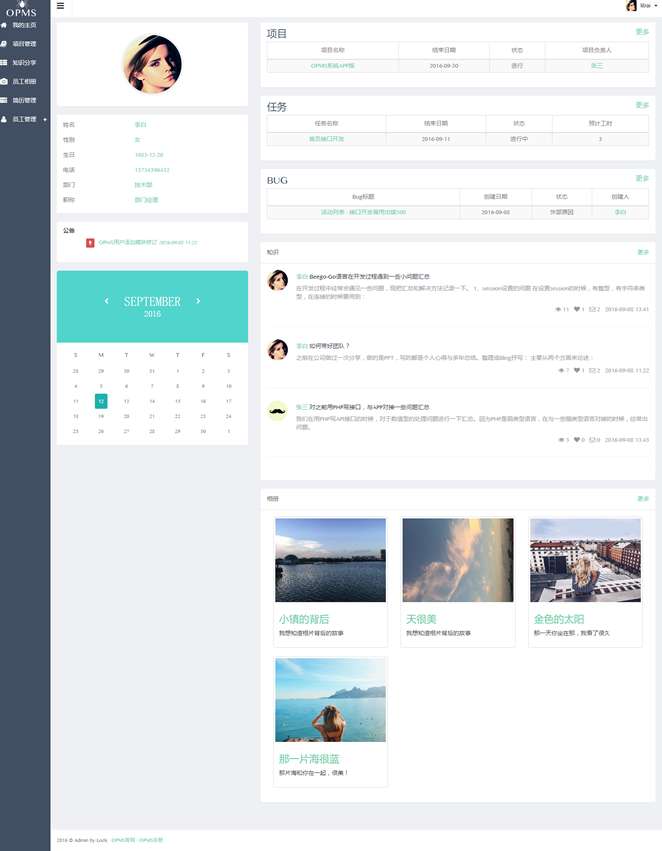 OPMS
我的主页
项目管理
知识分享
员工相册
简历管理
员工管理 +
libai
姓名 李白
性别 女
生日 1985-12-20
电话 13754396432
部门 技术部
职称 部门经理
公告
OPMS用户添加模块修订 2016-09-08 11:25
SEPTEMBER
2016
S M T W T F S
28 29 30 31 1 2 3
4 5 6 7 8 9 10
11 12 13 14 15 16 17
18 19 20 21 22 23 24
25 26 27 28 29 30 1
项目 更多
项目名称 结束日期 状态 项目负责人
OPMS系统APP版 2016-09-30 进行 张三
任务 更多
任务名称 结束日期 状态 预计工时
首页接口开发 2016-09-11 进行中 3
BUG 更多
Bug标题 创建日期 状态 创建人
活动列表 - 接口开发调用出错500 2016-09-08 外部原因 李白
知识 更多
李白 Beego-Go语言在开发过程遇到一些小问题汇总
在开发过程中经常会遇见一些问题，现把汇总和解决方法记录一下。 1、session设置的问题 在设置session的时候，有整型，有字符串类
型，在连续的时候要用到：
11 1 2 2016-09-08 13:41
李白 如何带好团队？
之前在公司做过一次分享，做的是PPT，写的都是个人心得与多年总结。整理成Blog抒写： 主要从两个方面来论述：
7 1 2 2016-09-08 11:22
张三 对之前用PHP写接口，与APP对接一些问题汇总
我们在用PHP写API接口的时候，对于数值型的处理问题进行一下汇总。因为PHP是弱类型语言，在与一些强类型语言对接的时候，经常出
问题。
3 0 0 2016-09-08 13:43
相册 更多
小镇的背后
我想知道相片背后的故事
天很美
我想知道相片背后的故事
金色的太阳
那一天你坐在那，我看了很久
那一片海很蓝
那片海和你在一起，很美！
2016 © Admin by Lock OPMS官网 - OPMS手册